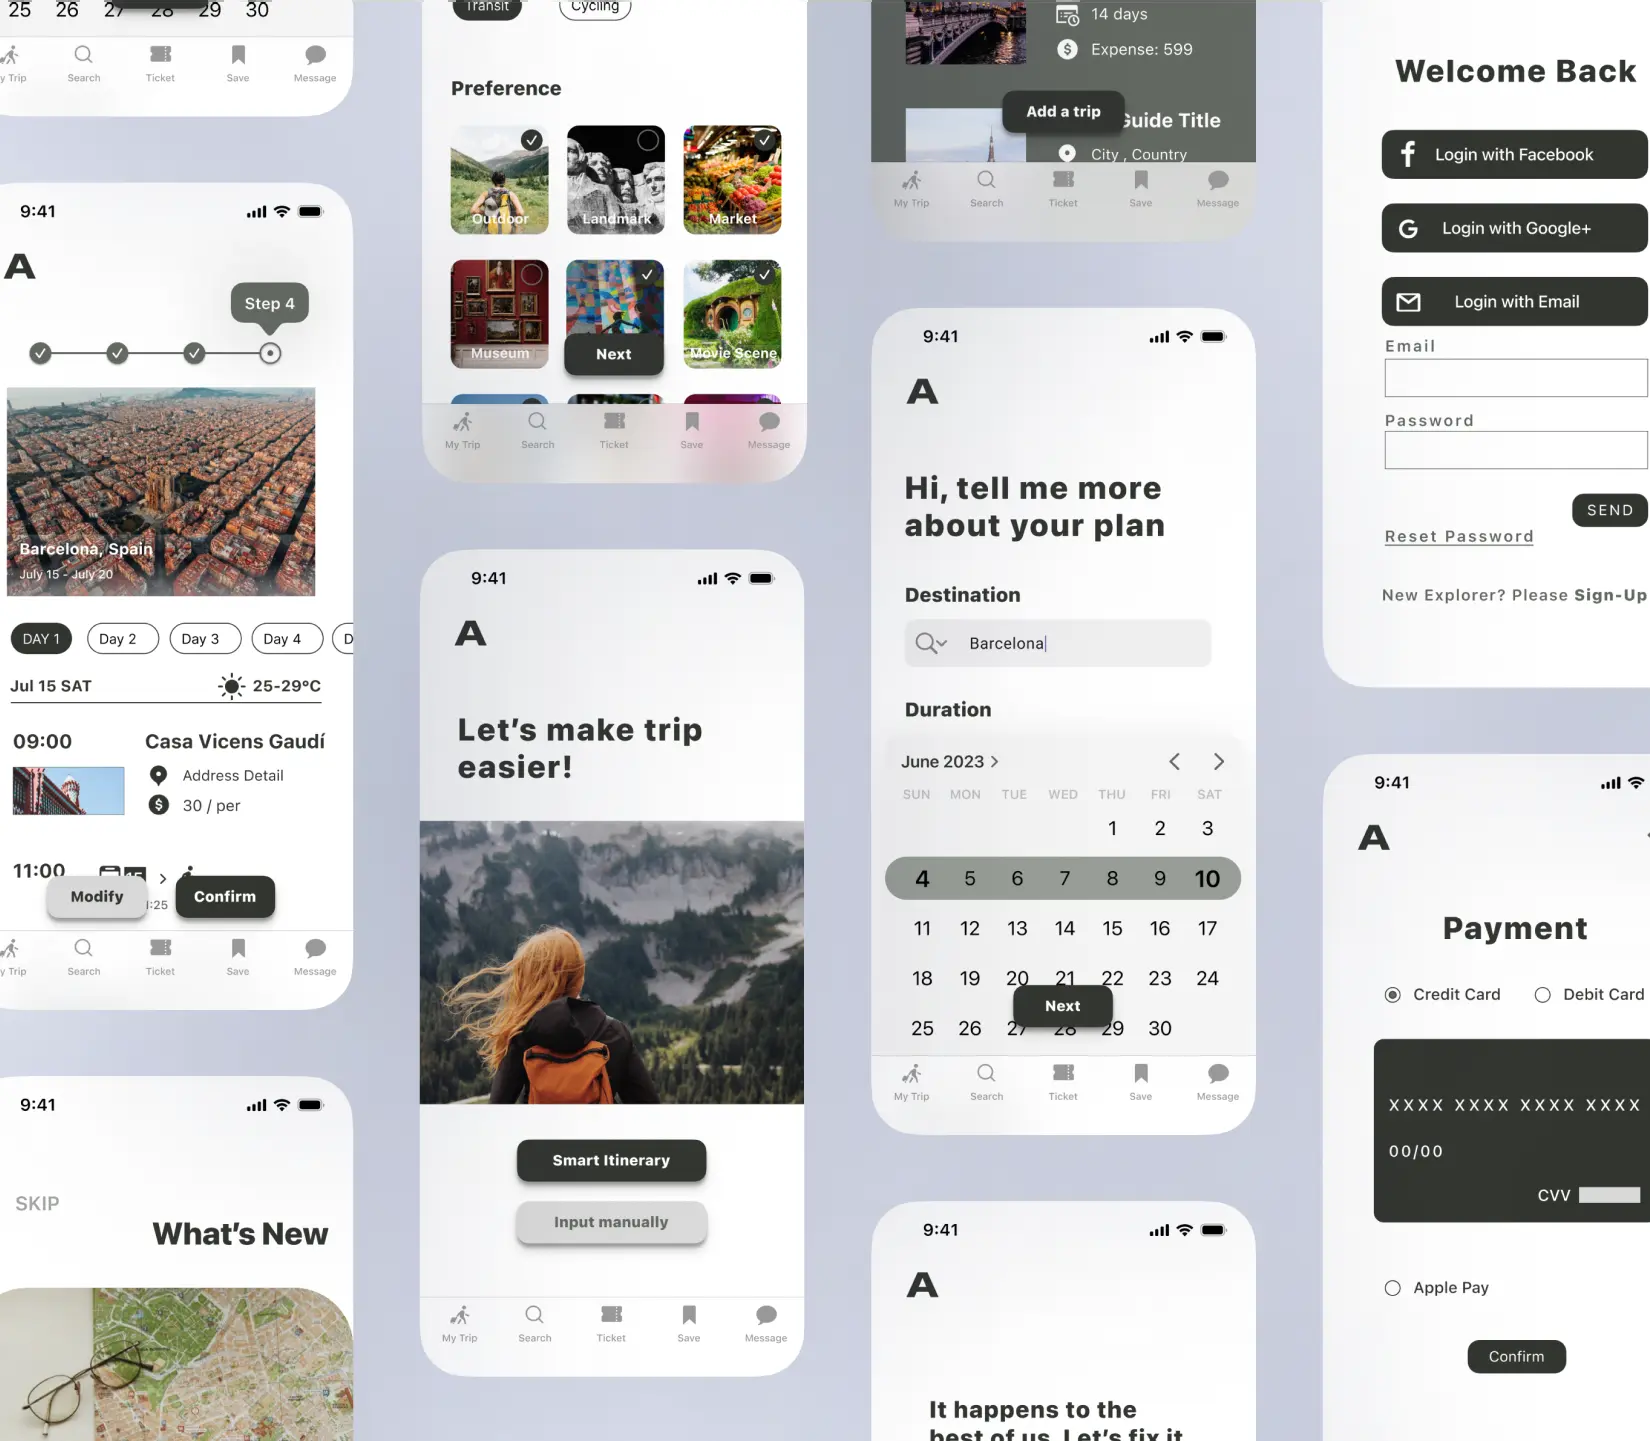 25 26 27 28 29 30
y Trip Search Ticket Save Message
9:41
A
Step 4
Barcelona, Spain
July 15 - July 20
DAY 1 Day 2 Day 3 Day 4 D
Jul 15 SAT 25-29°C
09:00 Casa Vicens Gaudí
Address Detail
30 / per
11:00
Modify 1:25 Confirm
y Trip Search Ticket Save Message
9:41
SKIP
What's New
Transit Cycling
Preference
Outdoor Landmark Market
Museum Movie Scene
Next
My Trip Search Ticket Save Message
9:41
A
Let's make trip
easier!
Smart Itinerary
Input manually
My Trip Search Ticket Save Message
14 days
Expense: 599
Add a trip Guide Title
City , Country
My Trip Search Ticket Save Message
9:41
A
Hi, tell me more
about your plan
Destination
Barcelona
Duration
June 2023
SUN MON TUE WED THU FRI SAT
1 2 3
4 5 6 7 8 9 10
11 12 13 14 15 16 17
18 19 20 21 22 23 24
Next
25 26 27 28 29 30
My Trip Search Ticket Save Message
9:41
A
It happens to the
best of us. Let's fix it
Welcome Back
Login with Facebook
G Login with Google+
Login with Email
Email
Password
SEND
Reset Password
New Explorer? Please Sign-Up
9:41
A
Payment
Credit Card Debit Card
XXXX XXXX XXXX XXXX
00/00
CVV
Apple Pay
Confirm